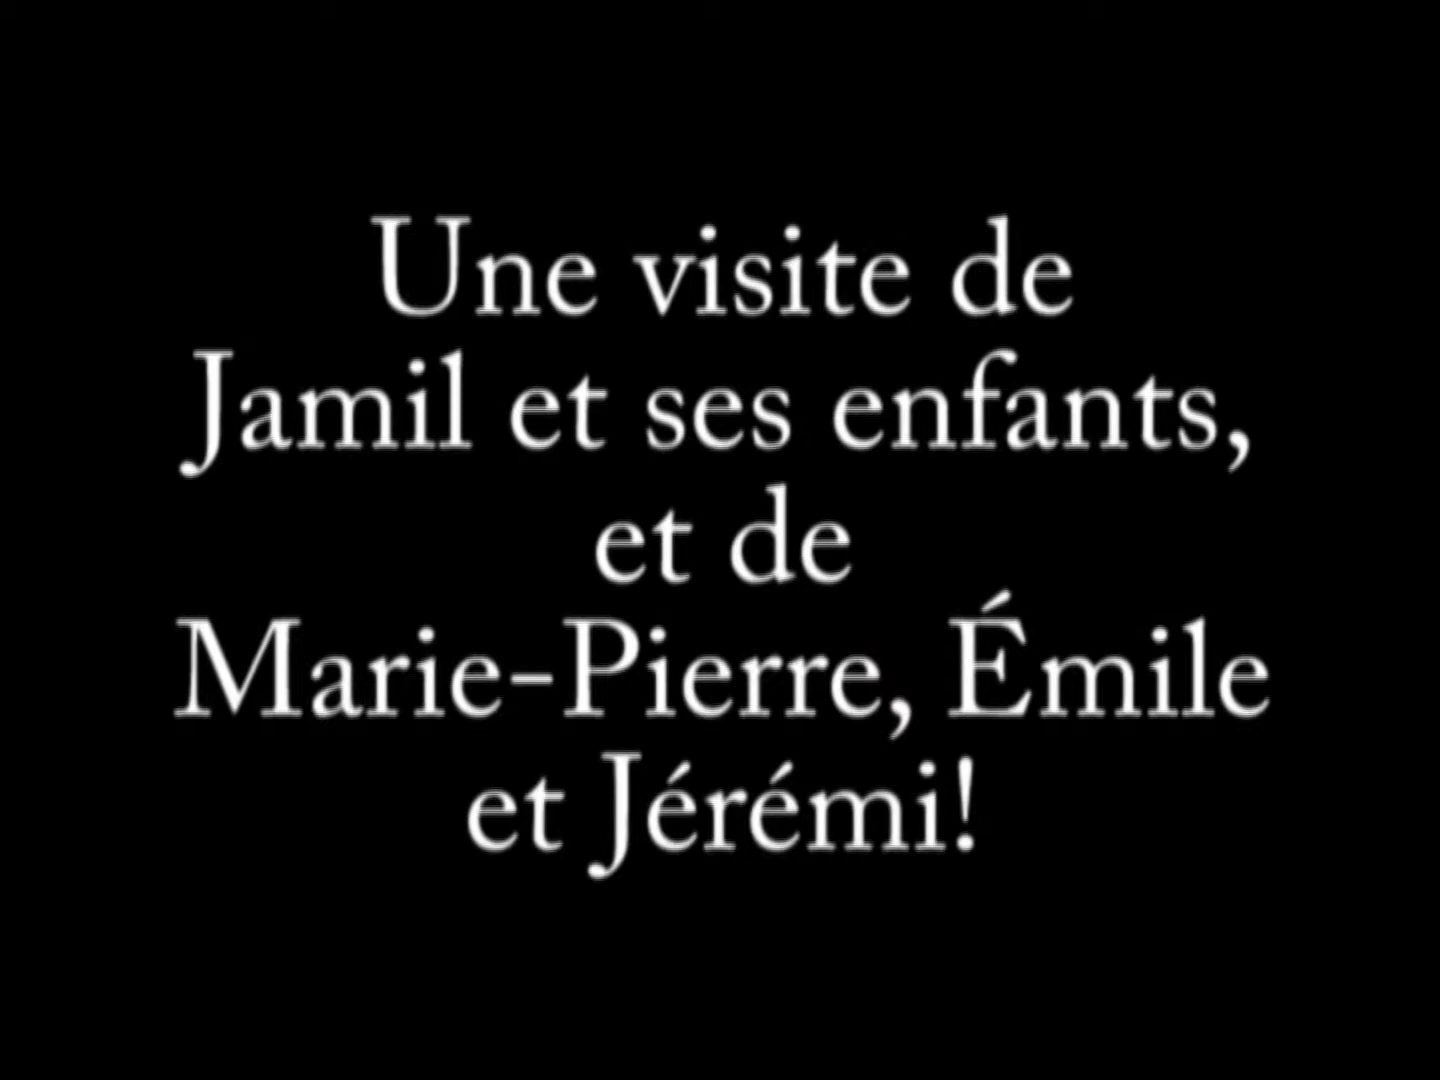 Une visite de
Jamil et ses enfants,
et de
Marie-Pierre, Émile
et Jérémi!